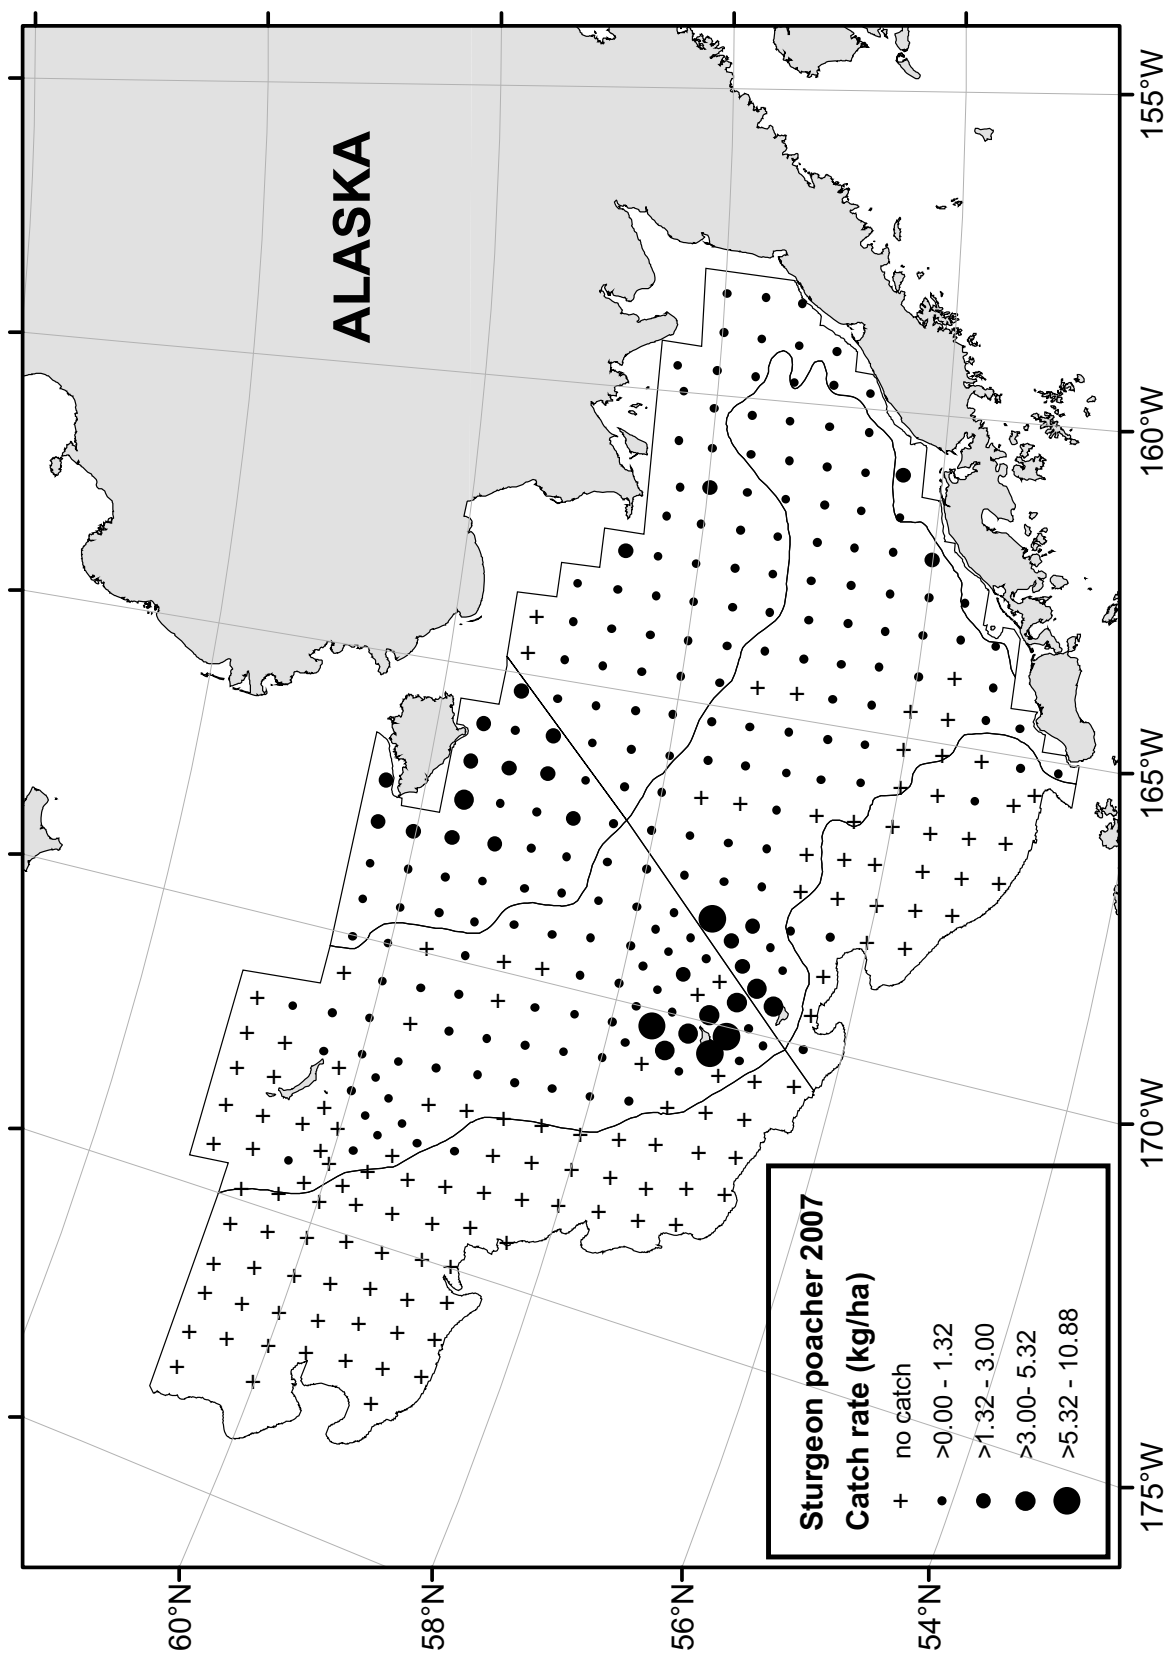 ALASKA
60°N
58°N
56°N
54°N
175°W
170°W
165°W
160°W
155°W
Sturgeon poacher 2007
Catch rate (kg/ha)
no catch
>0.00 - 1.32
>1.32 - 3.00
>3.00- 5.32
>5.32 - 10.88